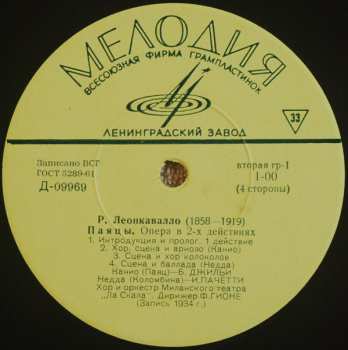 МЕЛОДИЯ
ВСЕСОЮЗНАЯ ФИРМА ГРАМПЛАСТИНОК
ЛЕНИНГРАДСКИЙ ЗАВОД
33
Записано ВСГ
ГОСТ 5289-61
Д-09969
вторая гр-1
1-00
(4 стороны)
Р. Леонкавалло (1858—1919)
Паяцы. Опера в 2-х действиях
1. Интродукция и пролог. 1 действие
2. Хор, сцена и ариозо (Канио)
3. Сцена и хор колоколов
4. Сцена и баллада (Недда)
Канио (Паяц)—Б. ДЖИЛЬИ
Недда (Коломбина)—И. ПАЧЕТТИ
Хор и оркестр Миланского театра
„Ла Скала". Дирижер Ф. ГИОНЕ
(Запись 1934 г.)